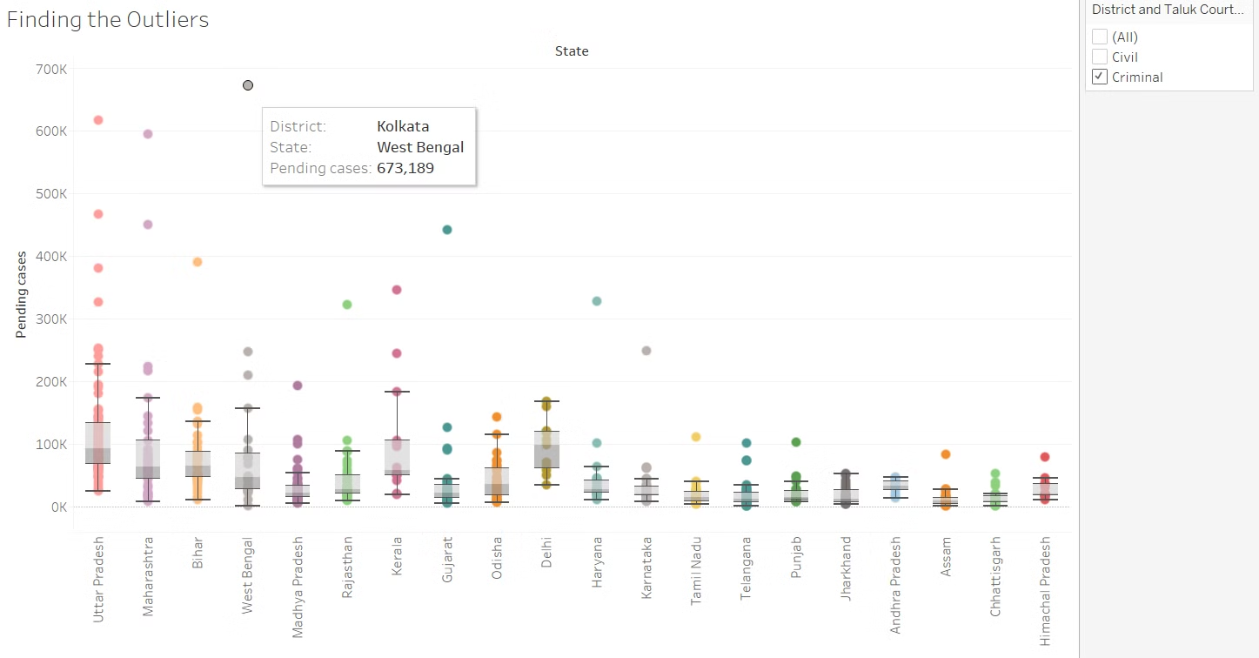 Finding the Outliers
State
700K
600K
500K
400K
300K
200K
100K
0K
Pending cases
District: Kolkata
State: West Bengal
Pending cases: 673,189
Uttar Pradesh
Maharashtra
Bihar
West Bengal
Madhya Pradesh
Rajasthan
Kerala
Gujarat
Odisha
Delhi
Haryana
Karnataka
Tamil Nadu
Telangana
Punjab
Jharkhand
Andhra Pradesh
Assam
Chhattisgarh
Himachal Pradesh
District and Taluk Court...
(All)
Civil
Criminal